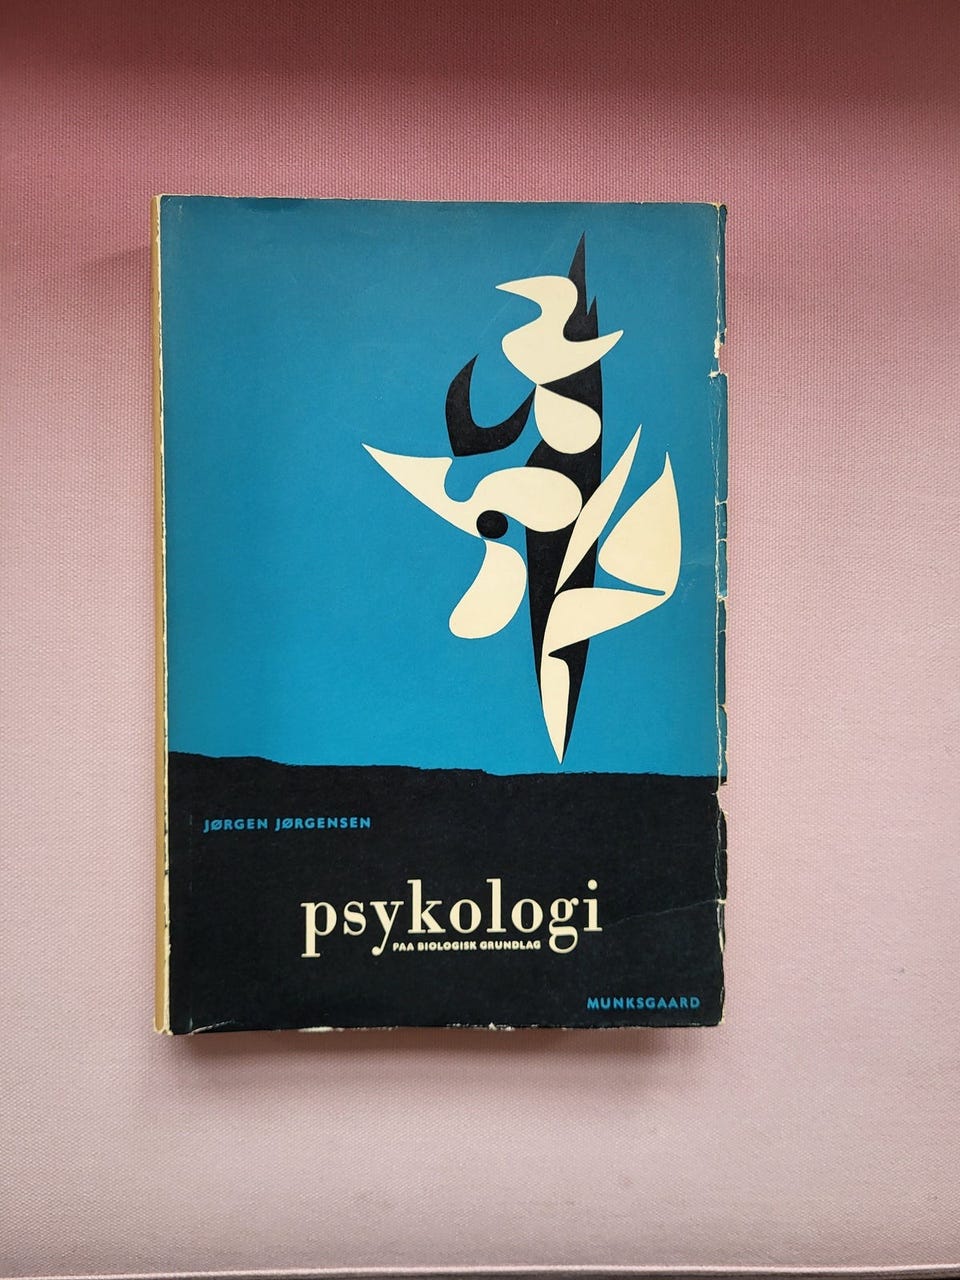 JØRGEN JØRGENSEN
psykologi
PAA BIOLOGISK GRUNDLAG
MUNKSGAARD